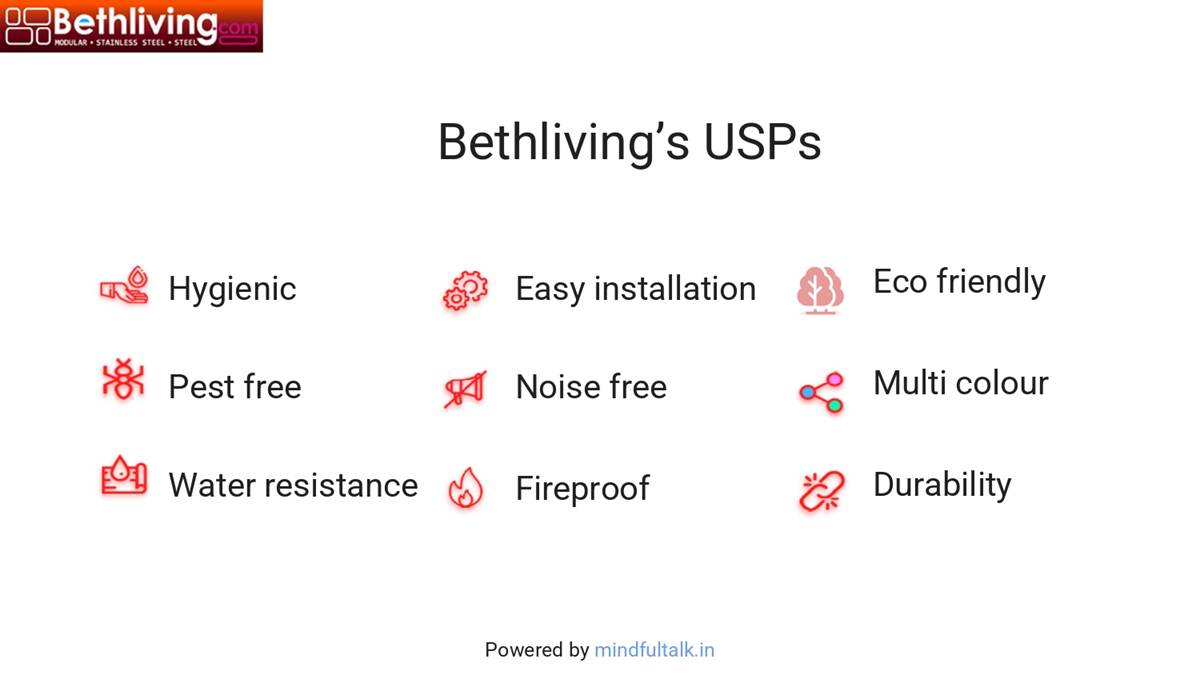 Bethliving.com
MODULAR • STAINLESS STEEL • STEEL
Bethliving’s USPs
Hygienic
Easy installation
Eco friendly
Pest free
Noise free
Multi colour
Water resistance
Fireproof
Durability
Powered by mindfultalk.in